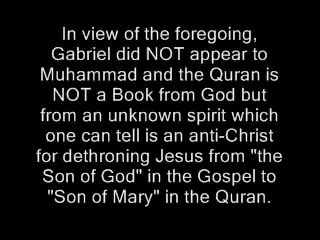 In view of the foregoing,
Gabriel did NOT appear to
Muhammad and the Quran is
NOT a Book from God but
from an unknown spirit which
one can tell is an anti-Christ
for dethroning Jesus from "the
Son of God" in the Gospel to
"Son of Mary" in the Quran.